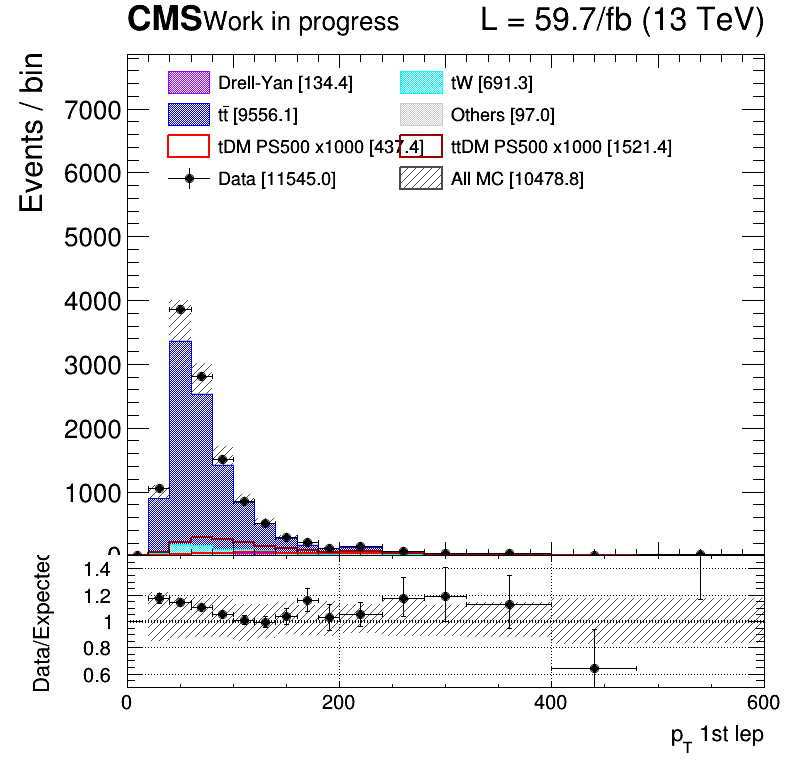 CMS Work in progress L = 59.7/fb (13 TeV)
Events / bin
Drell-Yan [134.4] tW [691.3]
tt̄ [9556.1] Others [97.0]
tDM PS500 x1000 [437.4] ttDM PS500 x1000 [1521.4]
Data [11545.0] All MC [10478.8]
7000
6000
5000
4000
3000
2000
1000
0
Data/Expected
1.4
1.2
1
0.8
0.6
0 200 400 600
p_T 1st lep